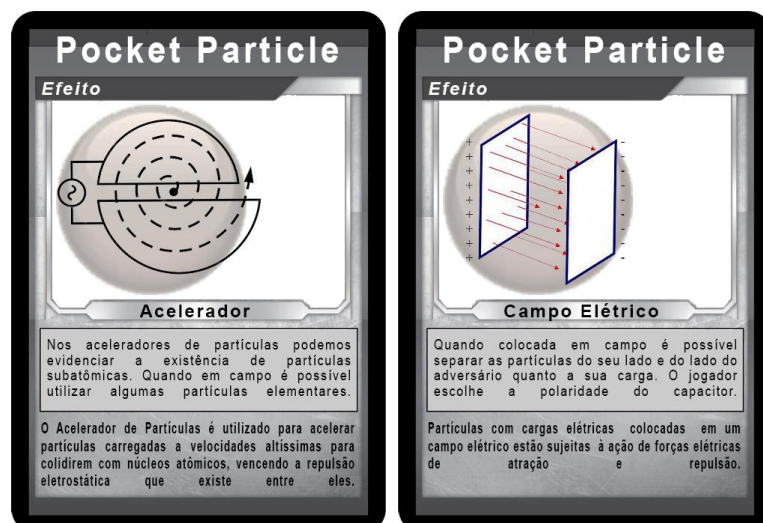 Pocket Particle
Efeito
Acelerador
Nos aceleradores de partículas podemos
evidenciar a existência de partículas
subatômicas. Quando em campo é possível
utilizar algumas partículas elementares.
O Acelerador de Partículas é utilizado para acelerar
partículas carregadas a velocidades altíssimas para
colidirem com núcleos atômicos, vencendo a repulsão
eletrostática que existe entre eles.
Pocket Particle
Efeito
+ -
+ -
+ -
+ -
+ -
+ -
+ -
+ -
Campo Elétrico
Quando colocada em campo é possível
separar as partículas do seu lado e do lado do
adversário quanto a sua carga. O jogador
escolhe a polaridade do capacitor.
Partículas com cargas elétricas colocadas em um
campo elétrico estão sujeitas à ação de forças elétricas
de atração e repulsão.